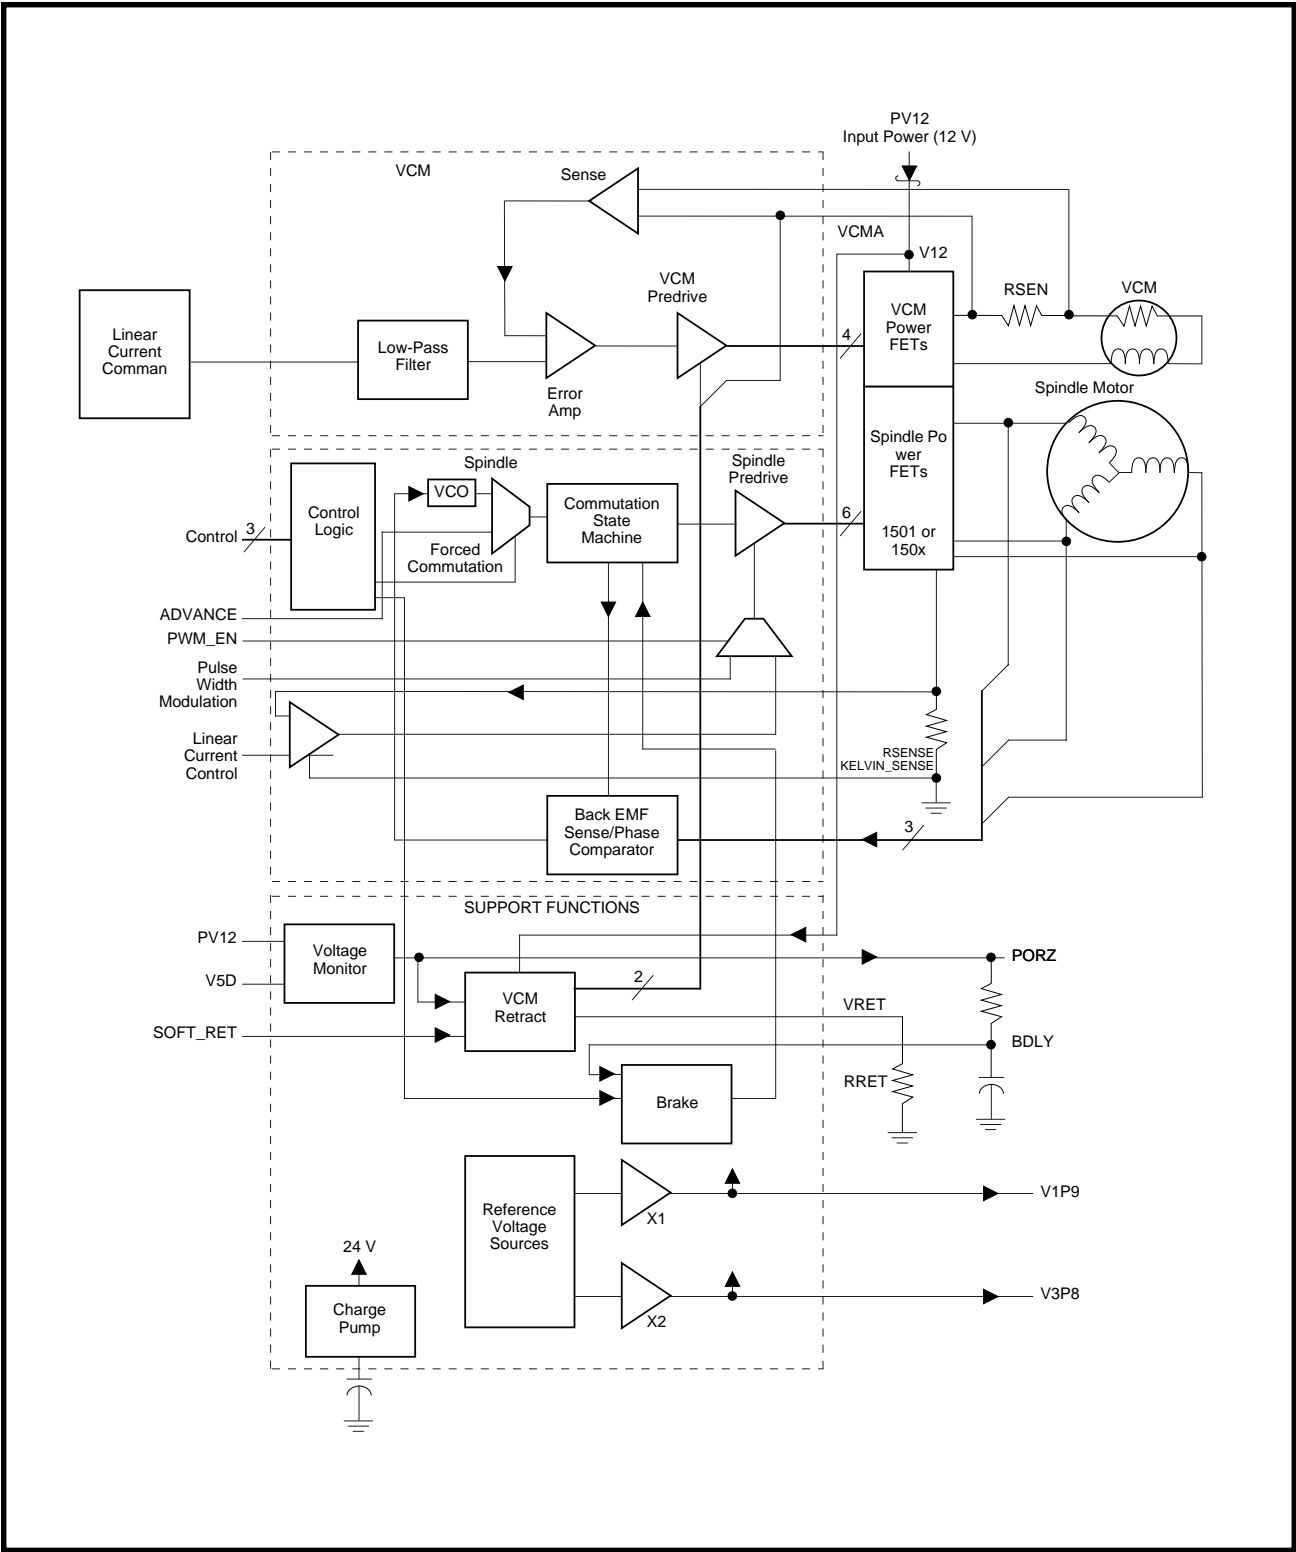 PV12
Input Power (12 V)
VCM
Sense
VCMA
V12
VCM
Predrive
RSEN
VCM
Linear
Current
Comman
Low-Pass
Filter
4
VCM
Power
FETs
Error
Amp
Spindle Motor
Spindle
Spindle
Predrive
Spindle Po
wer
FETs
VCO
Control
Logic
Commutation
State
Machine
Control
3
6
1501 or
150x
Forced
Commutation
ADVANCE
PWM_EN
Pulse
Width
Modulation
Linear
Current
Control
RSENSE
KELVIN_SENSE
Back EMF
Sense/Phase
Comparator
3
SUPPORT FUNCTIONS
PV12
V5D
Voltage
Monitor
PORZ
2
VCM
Retract
VRET
SOFT_RET
BDLY
RRET
Brake
Reference
Voltage
Sources
X1
V1P9
24 V
X2
V3P8
Charge
Pump